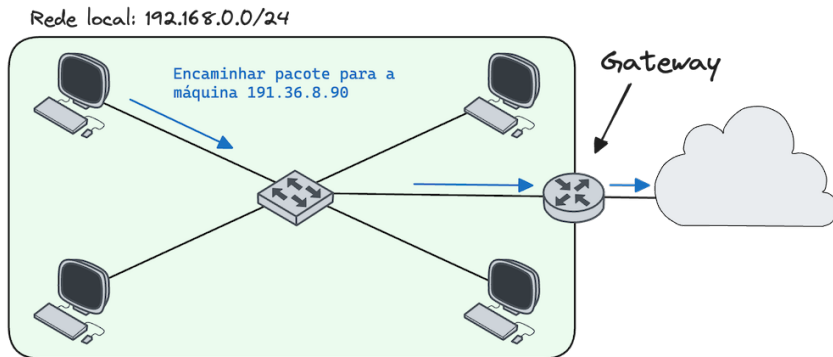 Rede local: 192.168.0.0/24
Encaminhar pacote para a
máquina 191.36.8.90
Gateway